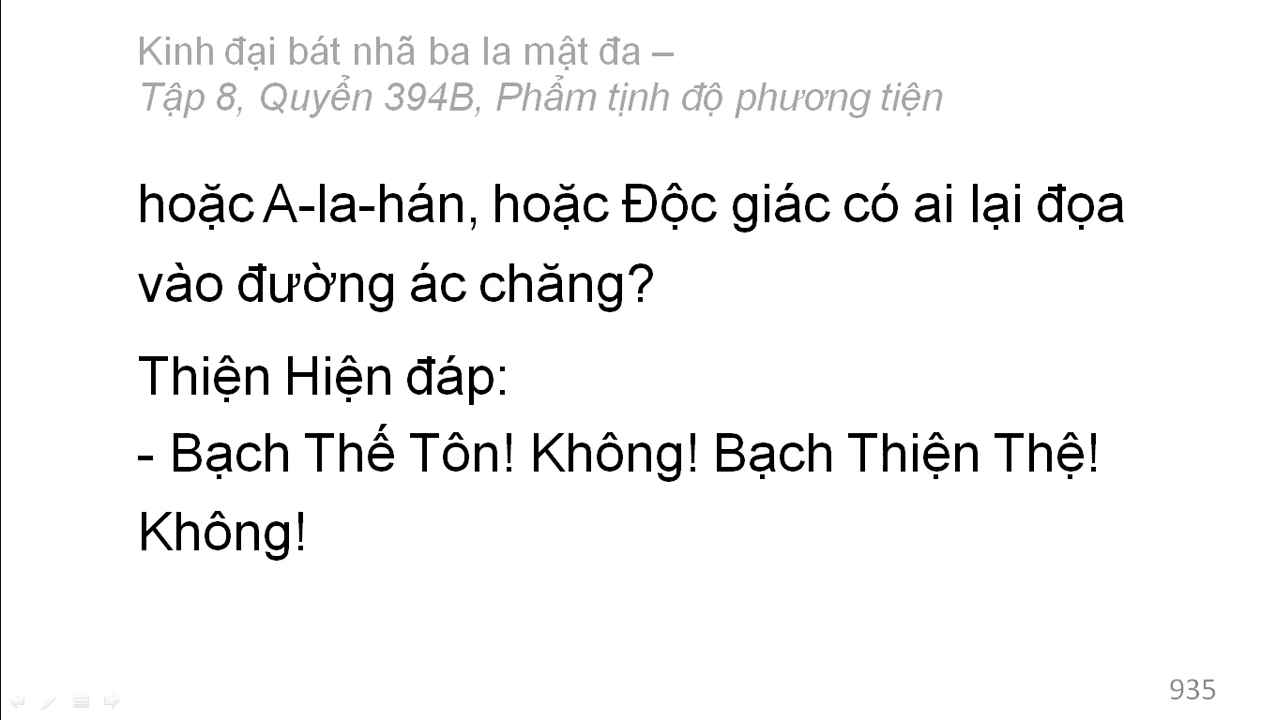 Kinh đại bát nhã ba la mật đa –
Tập 8, Quyển 394B, Phẩm tịnh độ phương tiện
hoặc A-la-hán, hoặc Độc giác có ai lại đọa
vào đường ác chăng?
Thiện Hiện đáp:
- Bạch Thế Tôn! Không! Bạch Thiện Thệ!
Không!
935